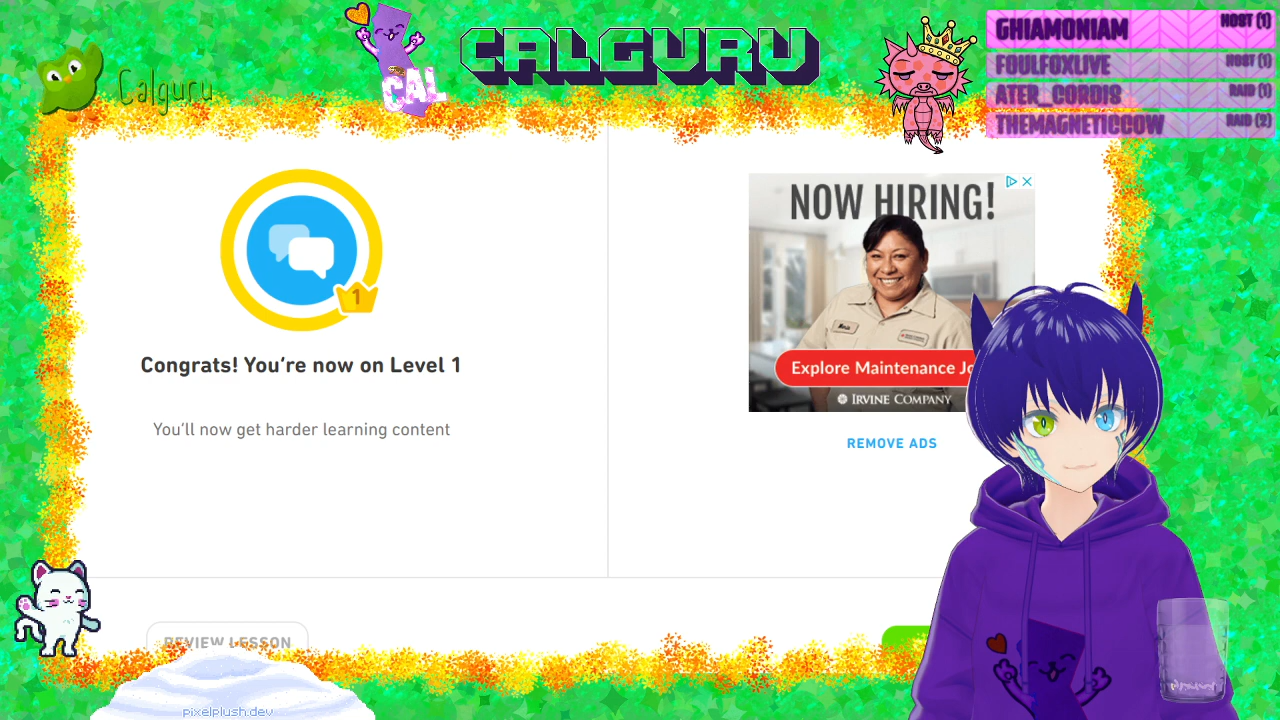 Calguru
CAL
CALGURU
GHIAMONIAM HOST (1)
FOULFOXLIVE HOST (1)
ATER_CORDIS RAID (1)
THEMAGNETICCOW RAID (2)
1
Congrats! You're now on Level 1
You'll now get harder learning content
NOW HIRING!
Explore Maintenance Jo
IRVINE COMPANY
REMOVE ADS
REVIEW LESSON
pixelplush.dev